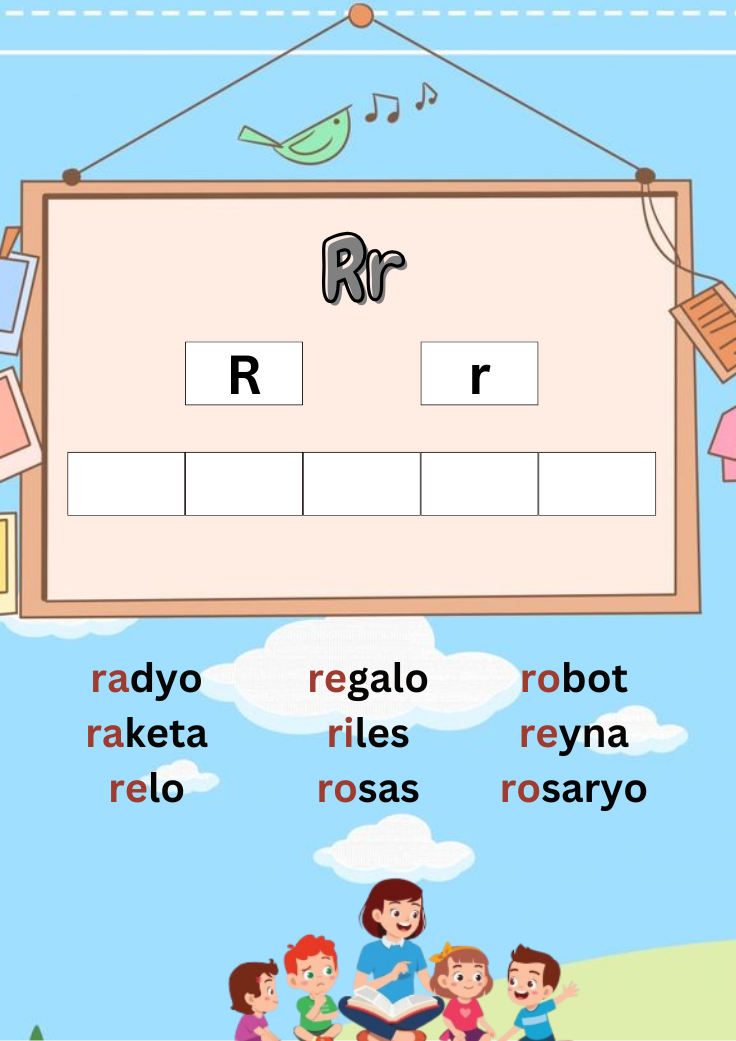 Rr
R r
radyo regalo robot
raketa riles reyna
relo rosas rosaryo